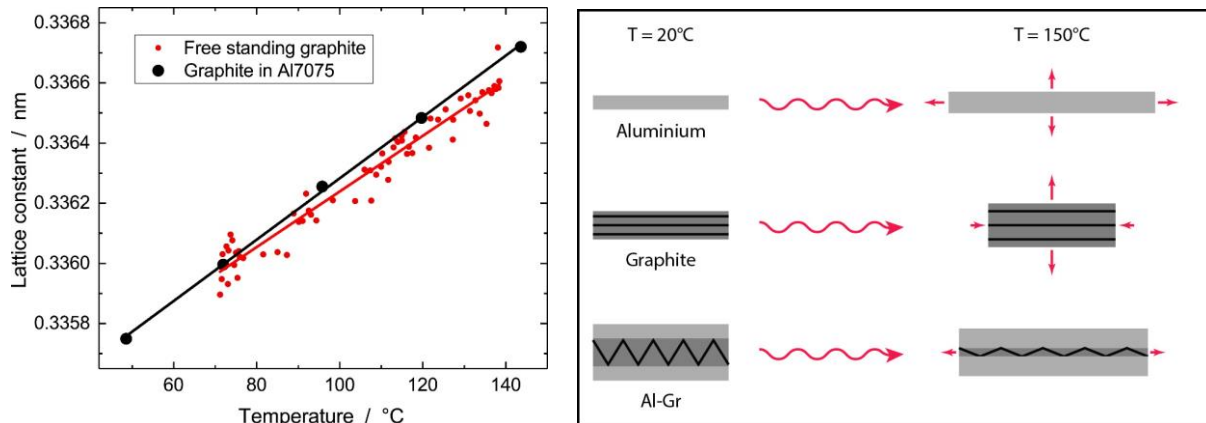 0.3368
0.3366
0.3364
0.3362
0.3360
0.3358
Lattice constant / nm
Free standing graphite
Graphite in Al7075
60
80
100
120
140
Temperature / °C
T = 20°C
T = 150°C
Aluminium
Graphite
Al-Gr